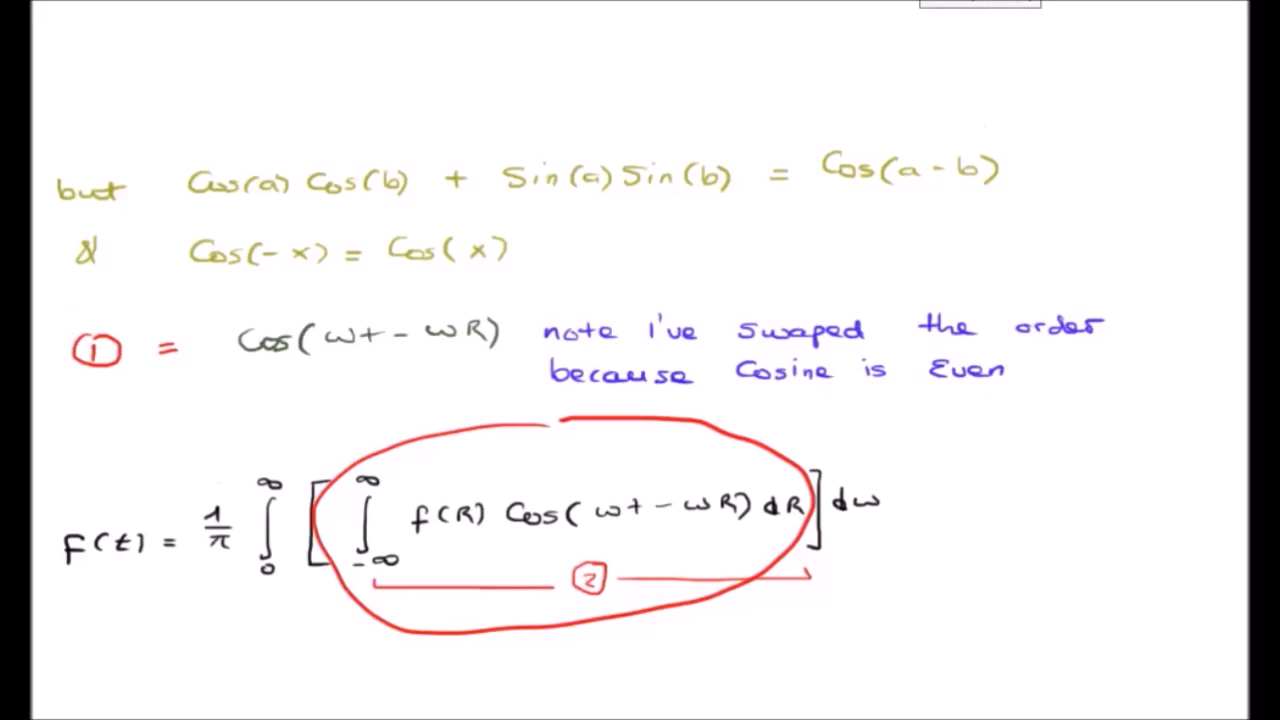 but Cos(a) Cos(b) + Sin(a) Sin(b) = Cos(a - b)
& Cos(-x) = Cos(x)
① = Cos(ωt - ωR) note I've swaped the order
because Cosine is Even
f(t) = 1/π ∫₀^∞ [ ∫₋∞^∞ f(R) Cos(ωt - ωR) dR ] dω
②